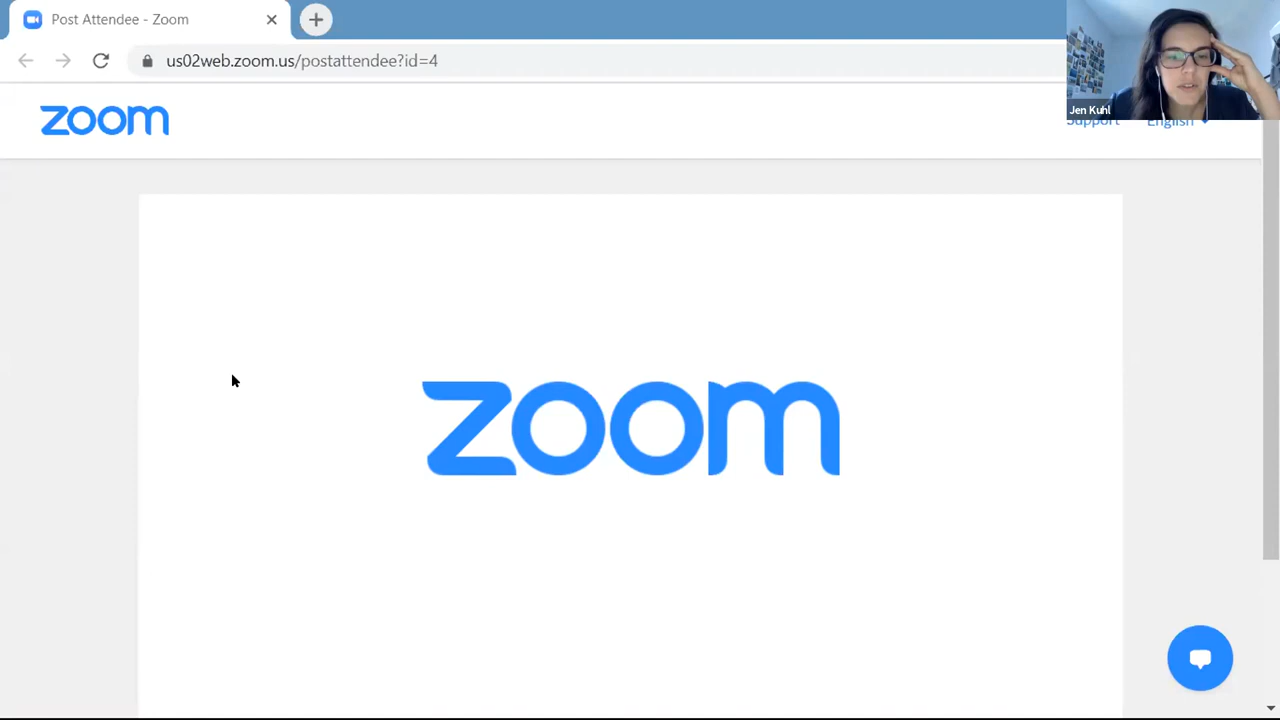 Post Attendee - Zoom
us02web.zoom.us/postattendee?id=4
Jen Kuhl
zoom
Support
English
zoom